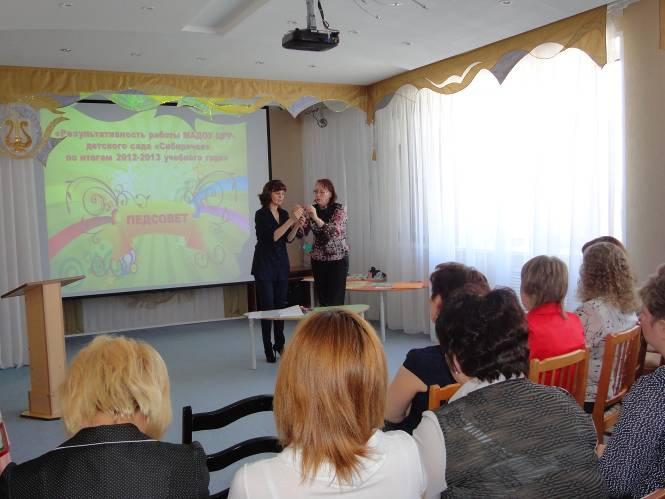 «Результативность работы МАДОУ ЦРР-
детского сада «Сибирячок»
по итогам 2012-2013 учебного года»
ПЕДСОВЕТ